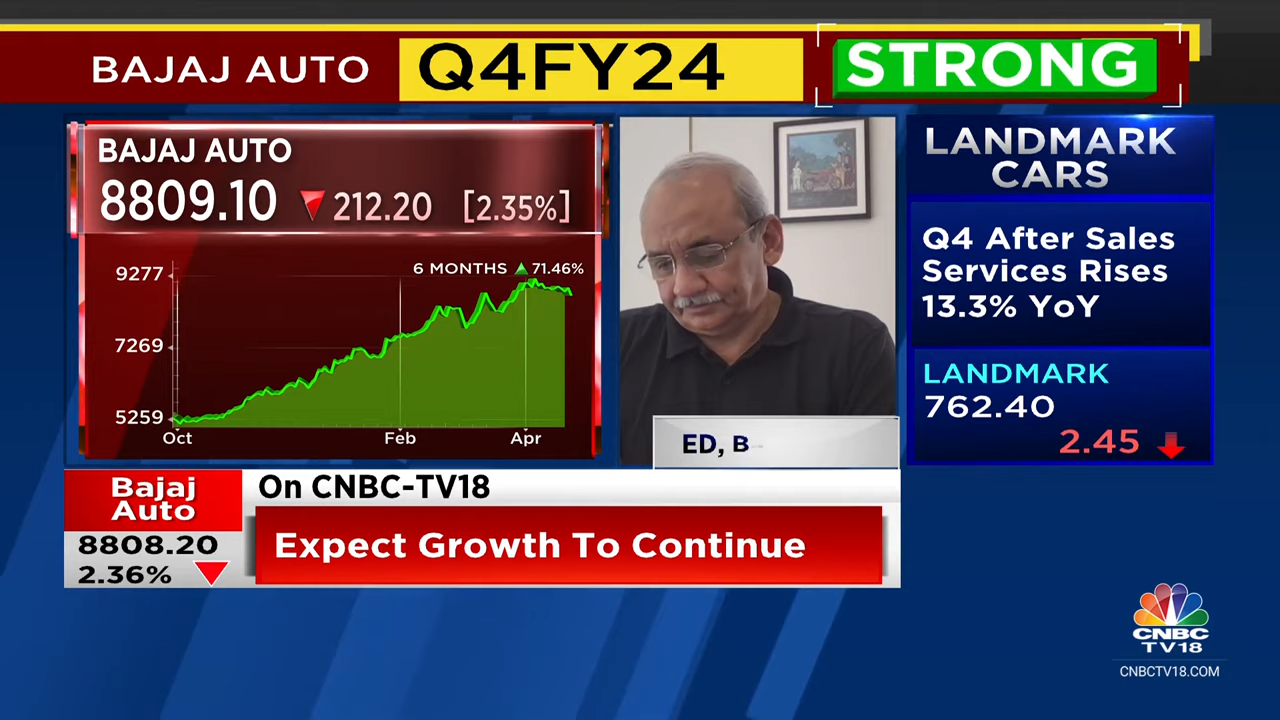 BAJAJ AUTO
Q4FY24
STRONG
BAJAJ AUTO
8809.10 ▼ 212.20 [2.35%]
6 MONTHS ▲ 71.46%
9277
7269
5259
Oct Feb Apr
ED, B
LANDMARK
CARS
Q4 After Sales
Services Rises
13.3% YoY
LANDMARK
762.40
2.45
Bajaj
Auto
8808.20
2.36%
On CNBC-TV18
Expect Growth To Continue
CNBC
TV18
CNBCTV18.COM